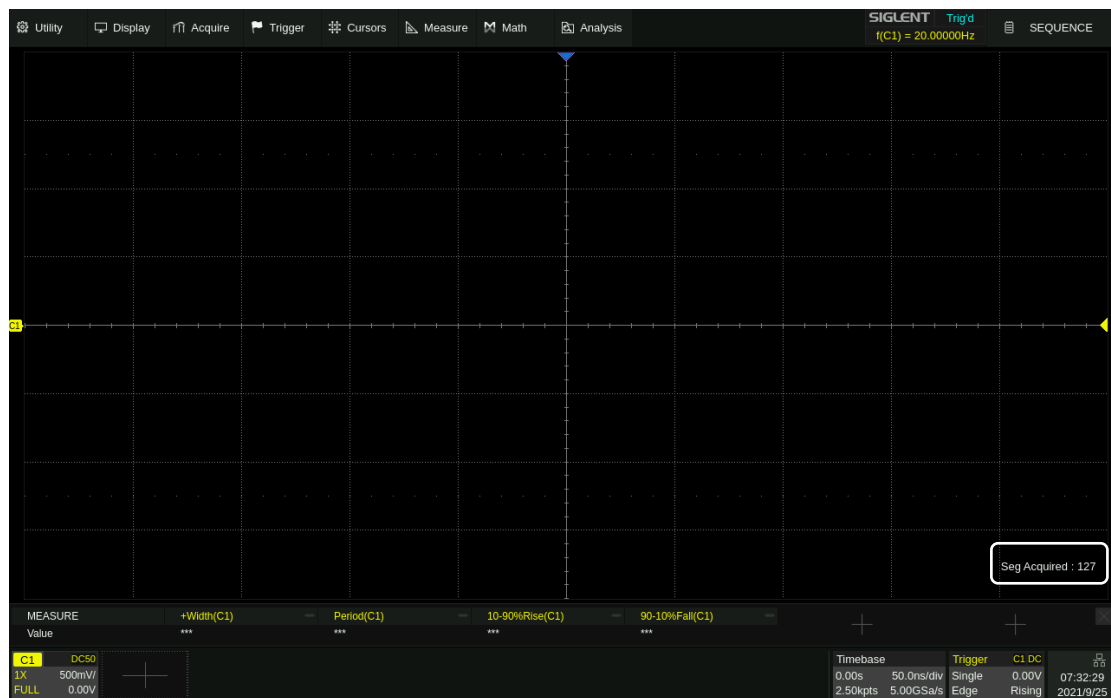 Utility Display Acquire Trigger Cursors Measure Math Analysis SIGLENT Trig'd SEQUENCE
f(C1) = 20.00000Hz
C1
Seg Acquired : 127
MEASURE +Width(C1) Period(C1) 10-90%Rise(C1) 90-10%Fall(C1)
Value *** *** *** ***
C1 DC50 Timebase Trigger C1 DC
1X 500mV/ 0.00s 50.0ns/div Single 0.00V 07:32:29
FULL 0.00V 2.50kpts 5.00GSa/s Edge Rising 2021/9/25